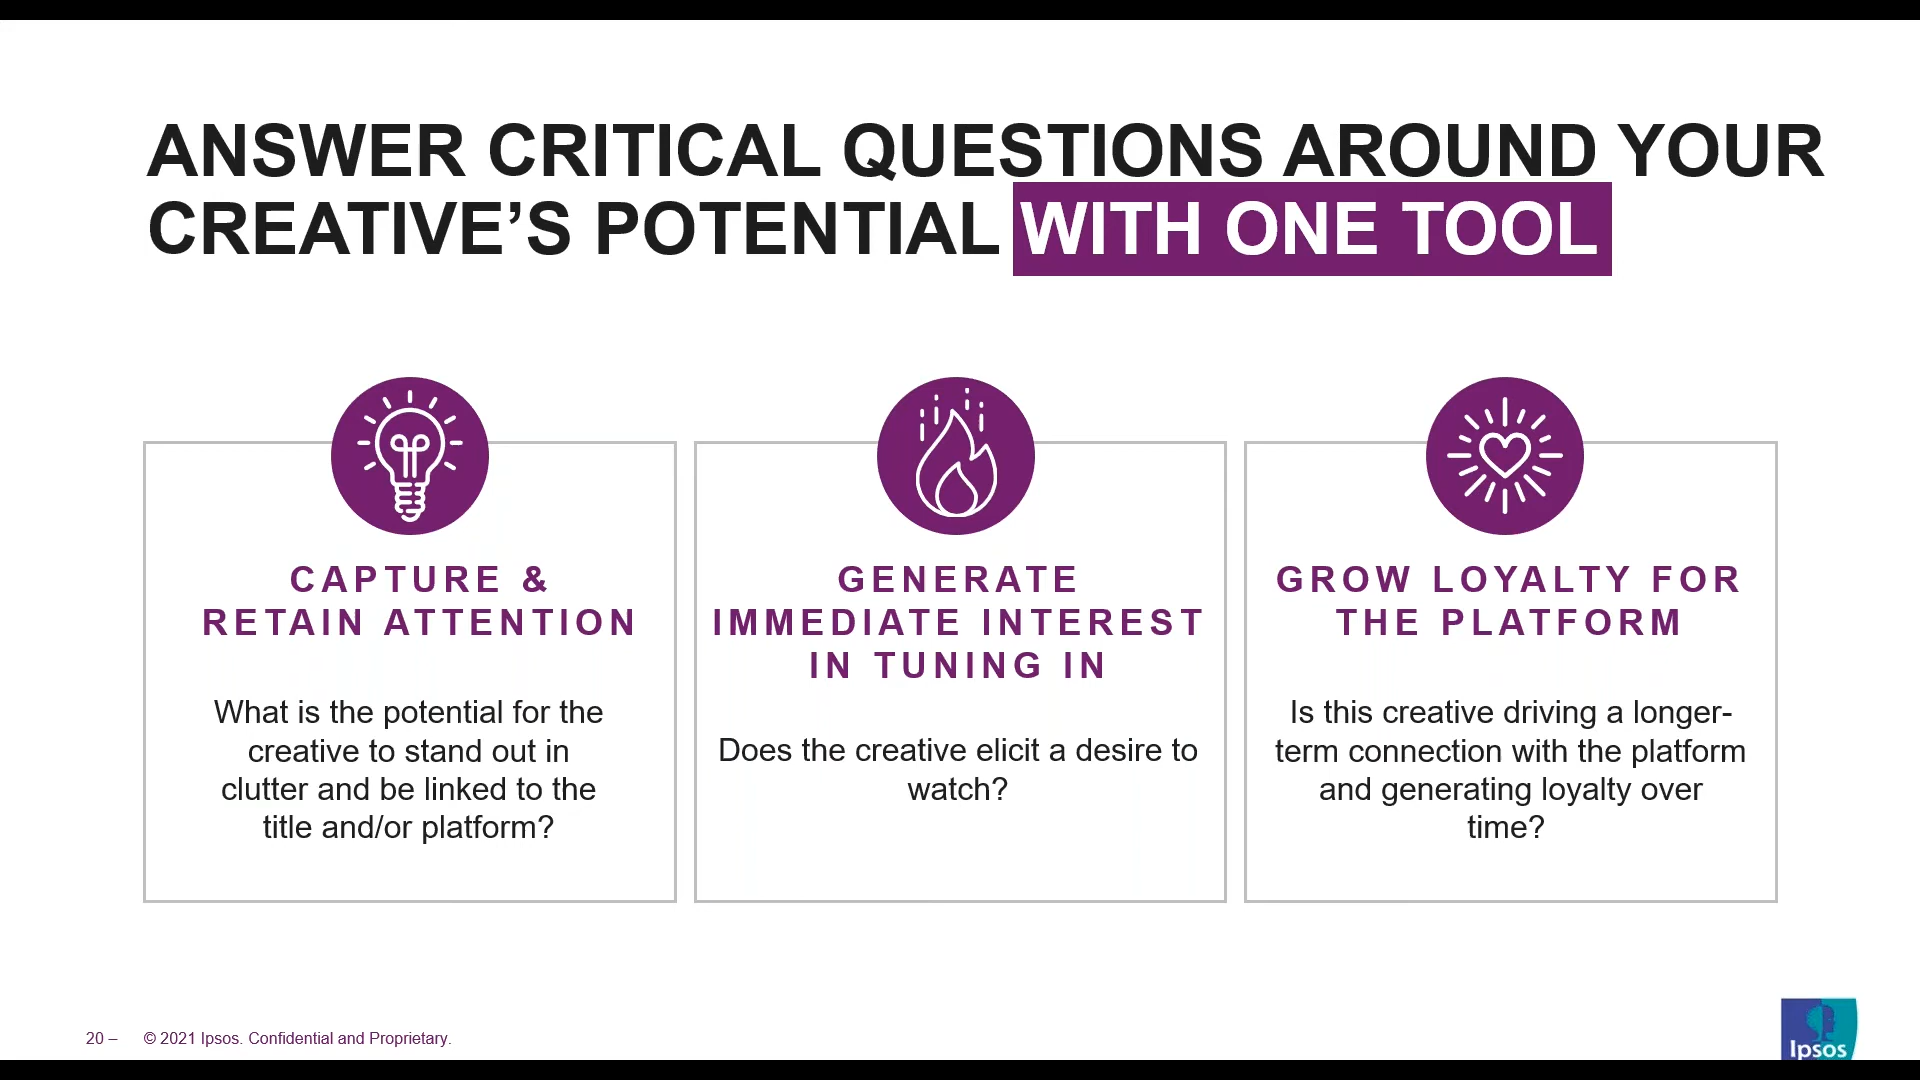 ANSWER CRITICAL QUESTIONS AROUND YOUR
CREATIVE’S POTENTIAL WITH ONE TOOL
CAPTURE &
RETAIN ATTENTION
What is the potential for the
creative to stand out in
clutter and be linked to the
title and/or platform?
GENERATE
IMMEDIATE INTEREST
IN TUNING IN
Does the creative elicit a desire to
watch?
GROW LOYALTY FOR
THE PLATFORM
Is this creative driving a longer-
term connection with the platform
and generating loyalty over
time?
20 – © 2021 Ipsos. Confidential and Proprietary.
Ipsos